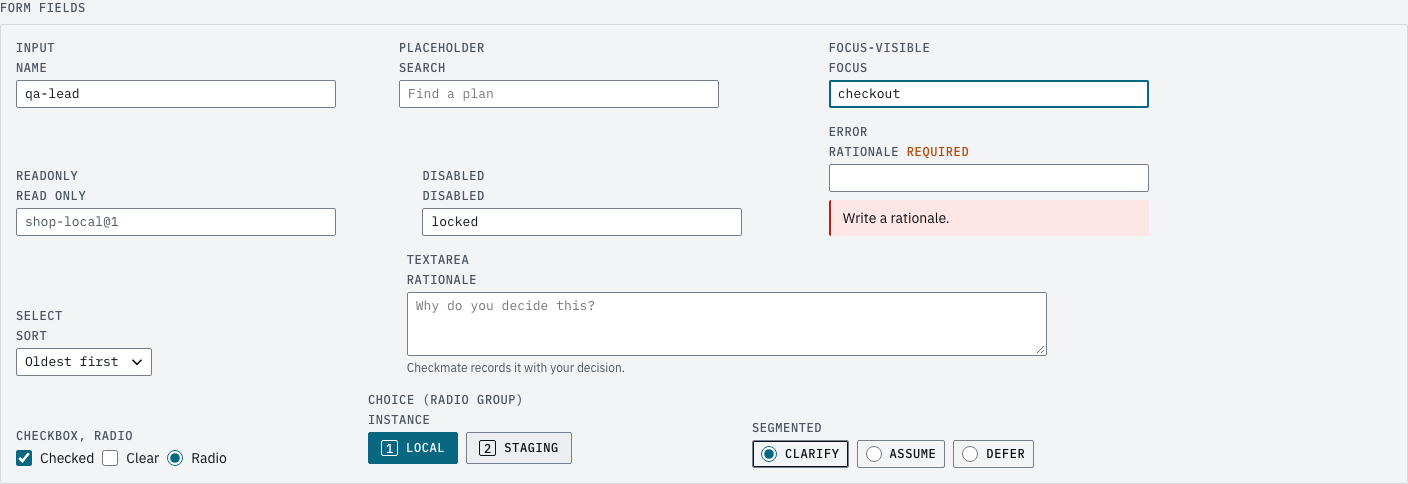 FORM FIELDS
INPUT
NAME
qa-lead
PLACEHOLDER
SEARCH
Find a plan
FOCUS-VISIBLE
FOCUS
checkout
READONLY
READ ONLY
shop-local@1
DISABLED
DISABLED
locked
ERROR
RATIONALE REQUIRED
Write a rationale.
SELECT
SORT
Oldest first
TEXTAREA
RATIONALE
Why do you decide this?
Checkmate records it with your decision.
CHECKBOX, RADIO
Checked Clear Radio
CHOICE (RADIO GROUP)
INSTANCE
1 LOCAL 2 STAGING
SEGMENTED
CLARIFY ASSUME DEFER